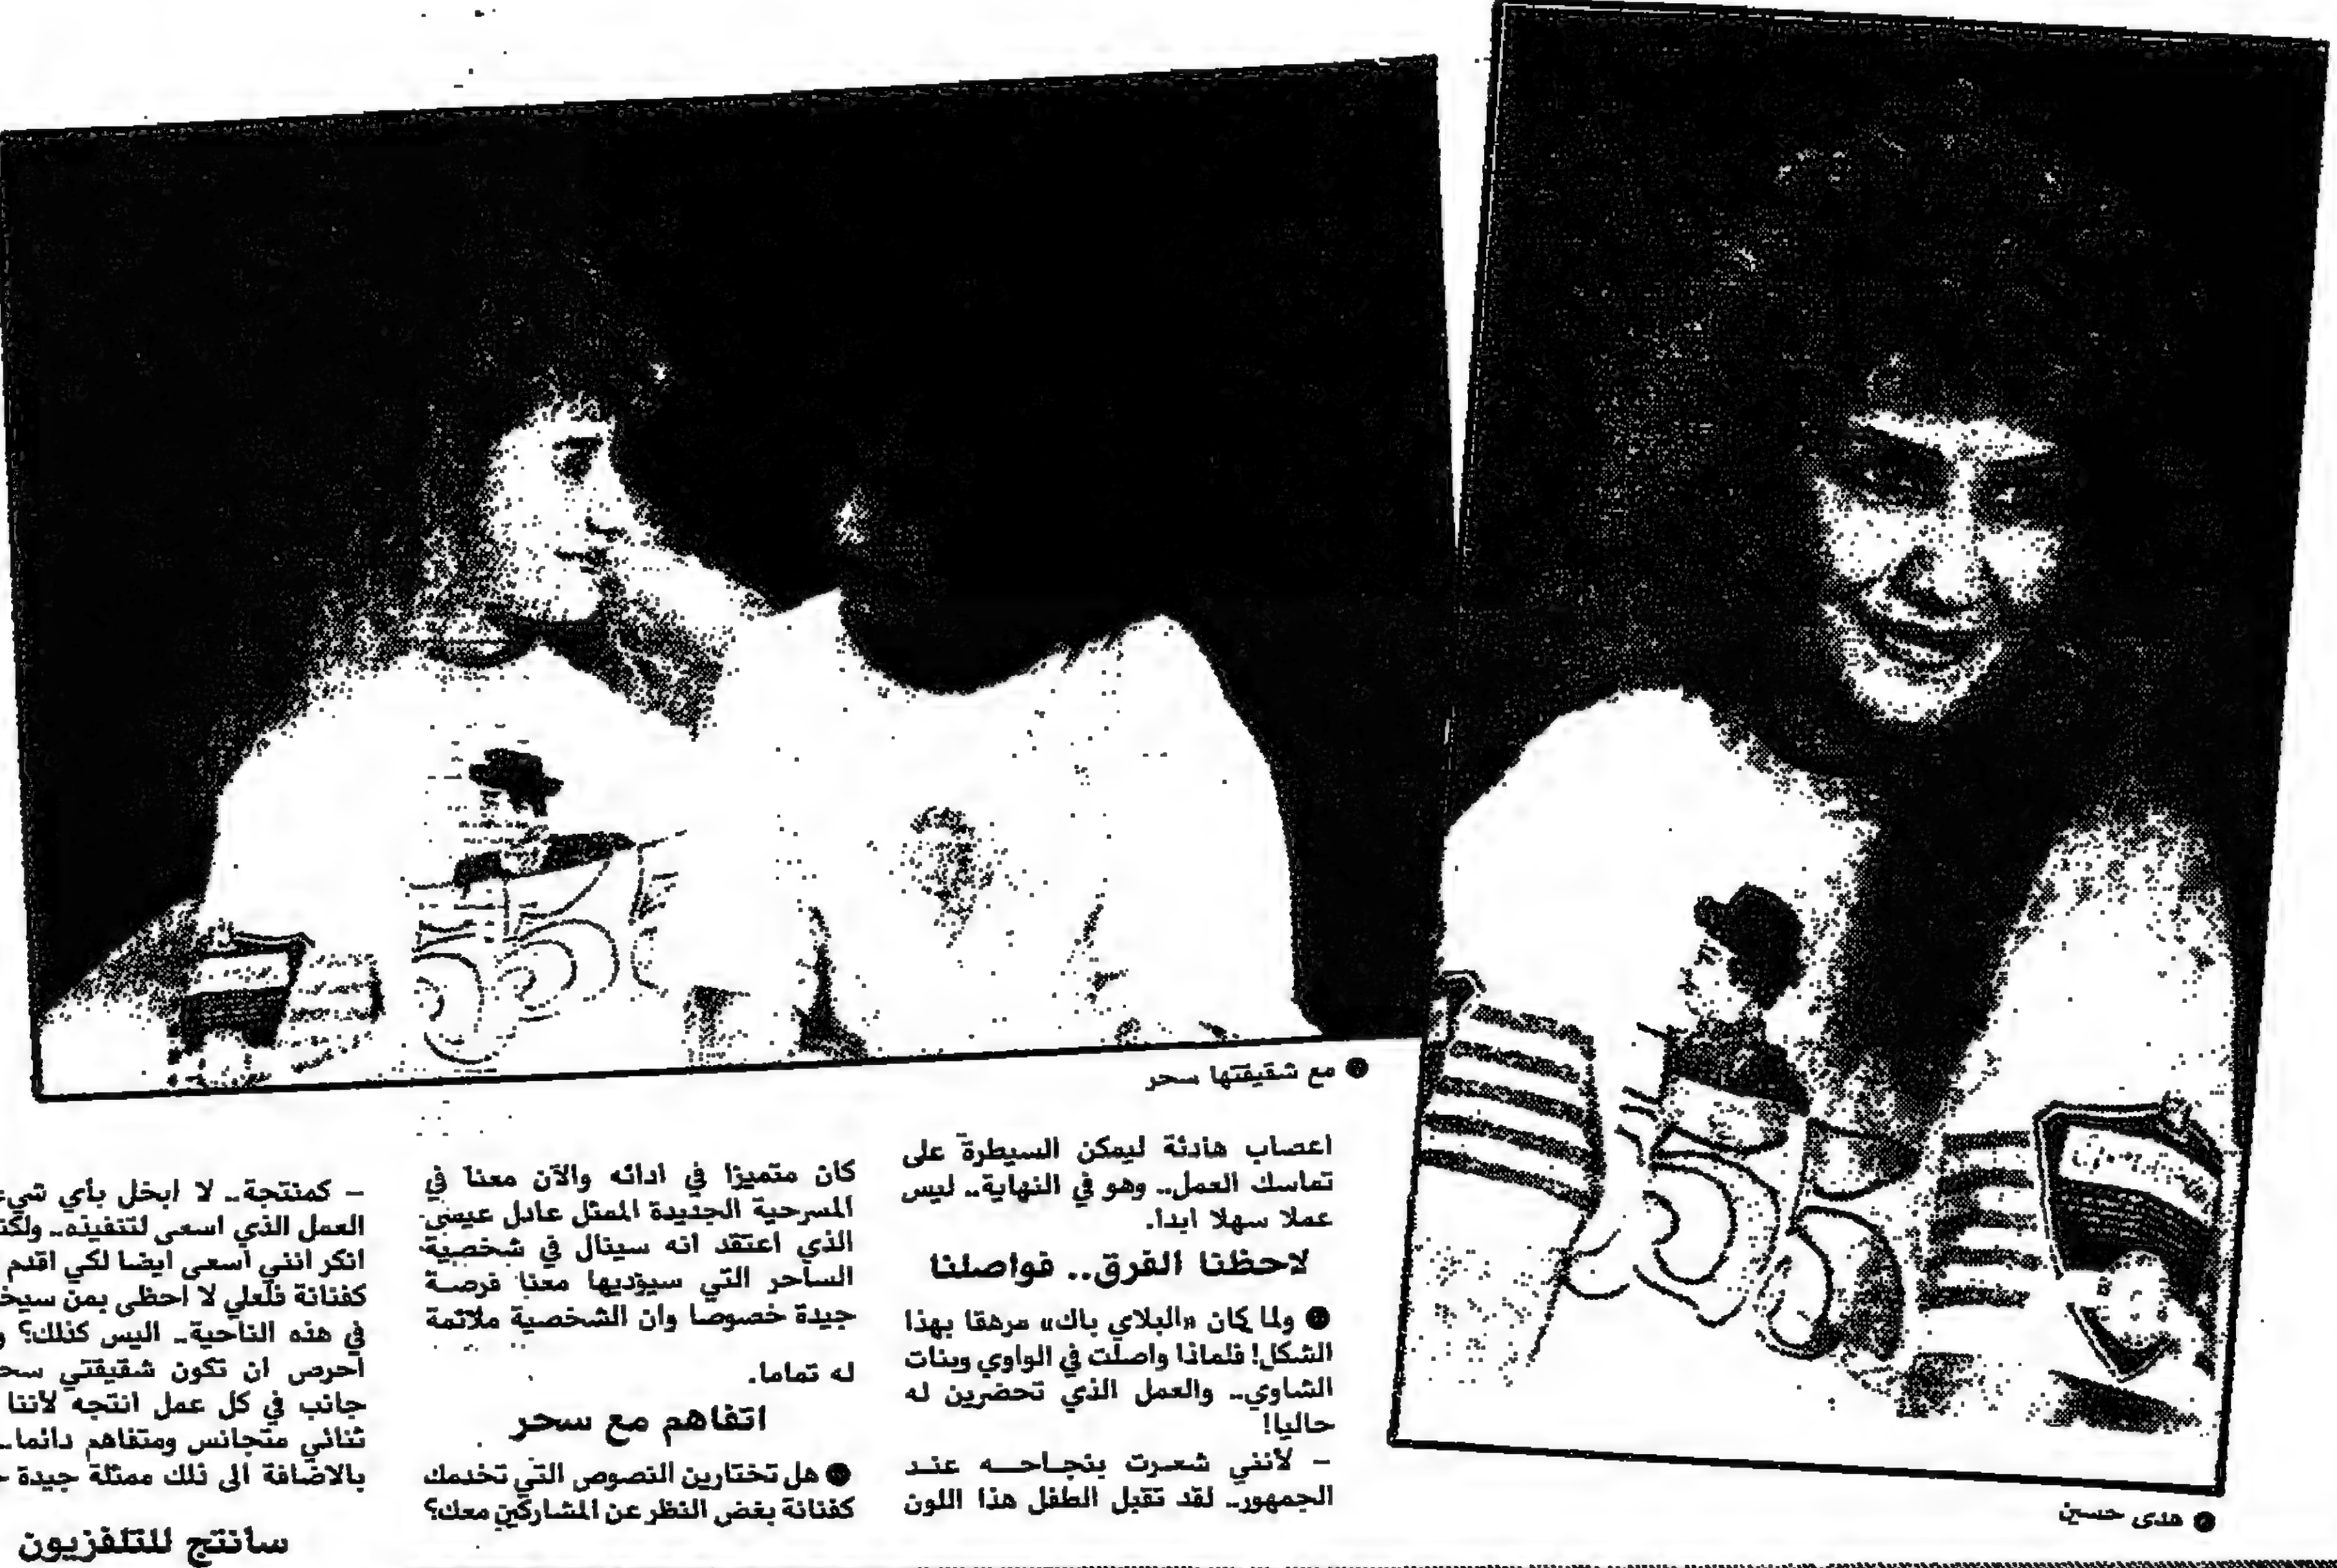 ● هدى حسين
● مع شقيقتها سحر
اعصاب هادئة ليمكن السيطرة على
تماسك العمل.. وهو في النهاية.. ليس
عملا سهلا ابدا.
لاحظنا الفرق.. فواصلنا
● ولما كان «البلاي باك» مرهقا بهذا
الشكل! فلماذا واصلت في الواوي وبنات
الشاوي.. والعمل الذي تحضرين له
حاليا!
– لأنني شعرت بنجاحه عند
الجمهور.. لقد تقبل الطفل هذا اللون
كان متميزا في ادائه والآن معنا في
المسرحية الجديدة الممثل عادل عيسى
الذي اعتقد انه سينال في شخصية
الساحر التي سيؤديها معنا فرصة
جيدة خصوصا وان الشخصية ملائمة
له تماما.
اتفاهم مع سحر
● هل تختارين النصوص التي تخدمك
كفنانة بغض النظر عن المشاركين معك؟
– كمنتجة.. لا ابخل بأي شيء
العمل الذي اسعى لتنفيذه..
انكر انني اسعى ايضا لكي اقدم
كفنانة فلعلي لا احظى بمن
في هذه الناحية.. اليس كذلك؟
احرص ان تكون شقيقتي
جانب في كل عمل انتجه لأننا
ثنائي متجانس ومتفاهم دائما..
بالاضافة الى ذلك ممثلة جيدة
سأنتج للتلفزيون